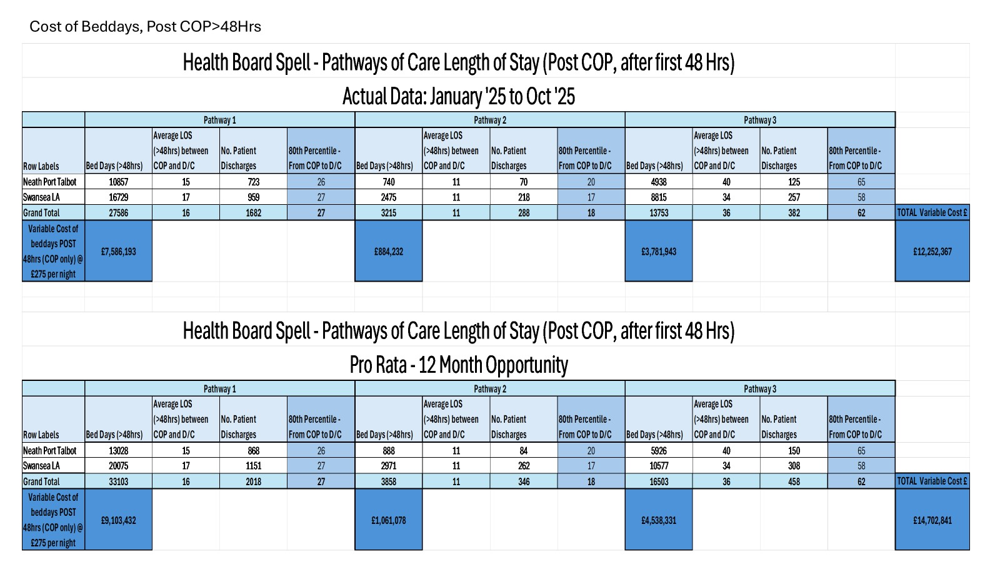 Cost of Beddays, Post COP>48Hrs
Health Board Spell - Pathways of Care Length of Stay (Post COP, after first 48 Hrs)
Actual Data: January '25 to Oct '25
Pathway 1 Pathway 2 Pathway 3
Row Labels Bed Days (>48hrs) Average LOS (>48hrs) between COP and D/C No. Patient Discharges 80th Percentile - From COP to D/C Bed Days (>48hrs) Average LOS (>48hrs) between COP and D/C No. Patient Discharges 80th Percentile - From COP to D/C Bed Days (>48hrs) Average LOS (>48hrs) between COP and D/C No. Patient Discharges 80th Percentile - From COP to D/C
Neath Port Talbot 10857 15 723 26 740 11 70 20 4938 40 125 65
Swansea LA 16729 17 959 27 2475 11 218 17 8815 34 257 58
Grand Total 27586 16 1682 27 3215 11 288 18 13753 36 382 62 TOTAL Variable Cost £
Variable Cost of beddays POST 48hrs (COP only) @ £275 per night £7,586,193 £884,232 £3,781,943 £12,252,367
Health Board Spell - Pathways of Care Length of Stay (Post COP, after first 48 Hrs)
Pro Rata - 12 Month Opportunity
Pathway 1 Pathway 2 Pathway 3
Row Labels Bed Days (>48hrs) Average LOS (>48hrs) between COP and D/C No. Patient Discharges 80th Percentile - From COP to D/C Bed Days (>48hrs) Average LOS (>48hrs) between COP and D/C No. Patient Discharges 80th Percentile - From COP to D/C Bed Days (>48hrs) Average LOS (>48hrs) between COP and D/C No. Patient Discharges 80th Percentile - From COP to D/C
Neath Port Talbot 13028 15 868 26 888 11 84 20 5926 40 150 65
Swansea LA 20075 17 1151 27 2971 11 262 17 10577 34 308 58
Grand Total 33103 16 2018 27 3858 11 346 18 16503 36 458 62 TOTAL Variable Cost £
Variable Cost of beddays POST 48hrs (COP only) @ £275 per night £9,103,432 £1,061,078 £4,538,331 £14,702,841